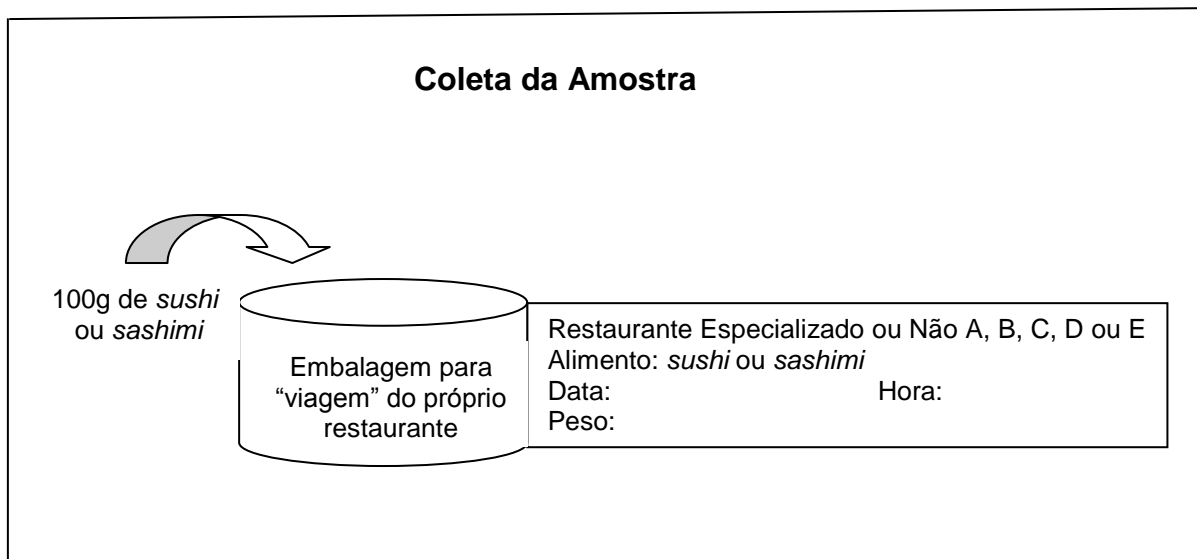 Coleta da Amostra
100g de sushi
ou sashimi
Embalagem para
“viagem” do próprio
restaurante
Restaurante Especializado ou Não A, B, C, D ou E
Alimento: sushi ou sashimi
Data: Hora:
Peso: